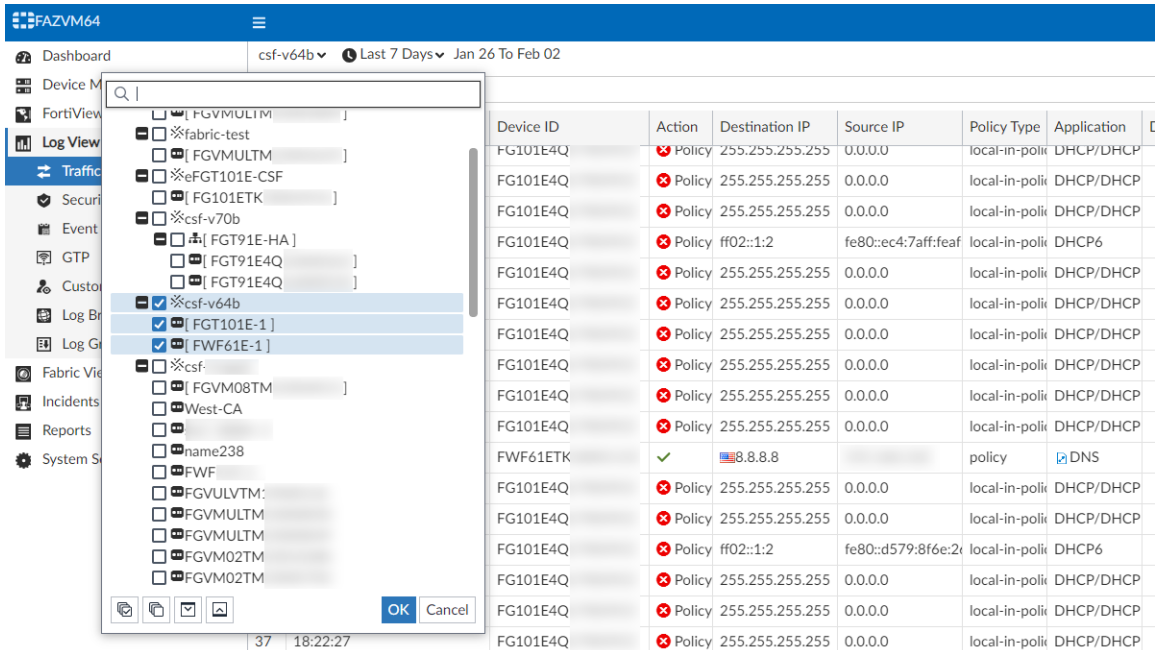 FAZVM64
Dashboard
csf-v64b Last 7 Days Jan 26 To Feb 02
Device M
FortiView
Log View
Traffic
Securi
Event
GTP
Custo
Log Br
Log Gr
Fabric Vie
Incidents
Reports
System Se
[ FGVMULTM ]
fabric-test
[ FGVMULTM ]
eFGT101E-CSF
[ FG101ETK ]
csf-v70b
[ FGT91E-HA ]
[ FGT91E4Q ]
[ FGT91E4Q ]
csf-v64b
[ FGT101E-1 ]
[ FWF61E-1 ]
csf-
[ FGVM08TM ]
West-CA
name238
FWF
FGVULVTM1
FGVMULTM
FGVMULTM
FGVM02TM
FGVM02TM
OK Cancel
Device ID Action Destination IP Source IP Policy Type Application D
FG101E4Q Policy 255.255.255.255 0.0.0.0 local-in-poli DHCP/DHCP
FG101E4Q Policy 255.255.255.255 0.0.0.0 local-in-poli DHCP/DHCP
FG101E4Q Policy 255.255.255.255 0.0.0.0 local-in-poli DHCP/DHCP
FG101E4Q Policy ff02::1:2 fe80::ec4:7aff:feaf local-in-poli DHCP6
FG101E4Q Policy 255.255.255.255 0.0.0.0 local-in-poli DHCP/DHCP
FG101E4Q Policy 255.255.255.255 0.0.0.0 local-in-poli DHCP/DHCP
FG101E4Q Policy 255.255.255.255 0.0.0.0 local-in-poli DHCP/DHCP
FG101E4Q Policy 255.255.255.255 0.0.0.0 local-in-poli DHCP/DHCP
FG101E4Q Policy 255.255.255.255 0.0.0.0 local-in-poli DHCP/DHCP
FG101E4Q Policy 255.255.255.255 0.0.0.0 local-in-poli DHCP/DHCP
FWF61ETK 8.8.8.8 policy DNS
FG101E4Q Policy 255.255.255.255 0.0.0.0 local-in-poli DHCP/DHCP
FG101E4Q Policy 255.255.255.255 0.0.0.0 local-in-poli DHCP/DHCP
FG101E4Q Policy ff02::1:2 fe80::d579:8f6e:2 local-in-poli DHCP6
FG101E4Q Policy 255.255.255.255 0.0.0.0 local-in-poli DHCP/DHCP
FG101E4Q Policy 255.255.255.255 0.0.0.0 local-in-poli DHCP/DHCP
37 18:22:27 FG101E4Q Policy 255.255.255.255 0.0.0.0 local-in-poli DHCP/DHCP